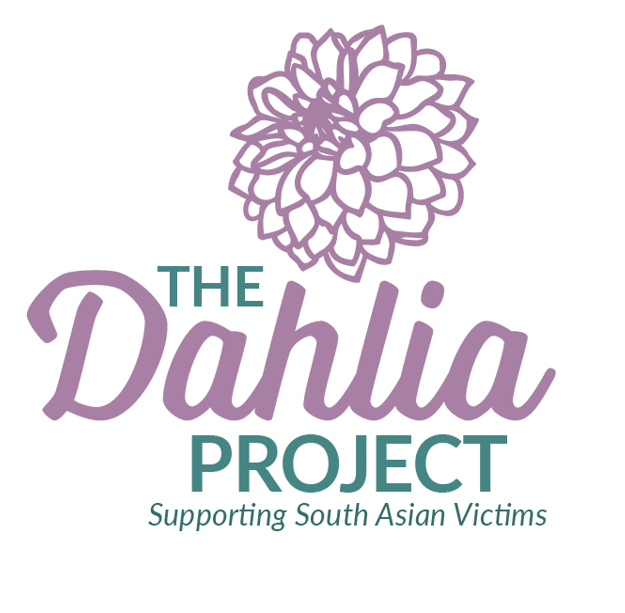 THE
Dahlia
PROJECT
Supporting South Asian Victims